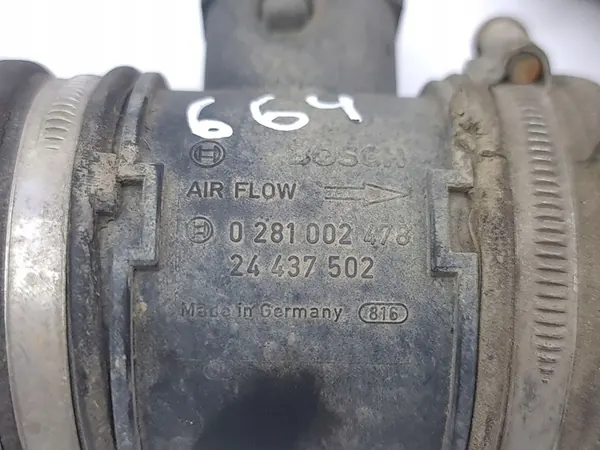 664
BOSCH
AIR FLOW
0 281 002 478
24 437 502
Made in Germany 816